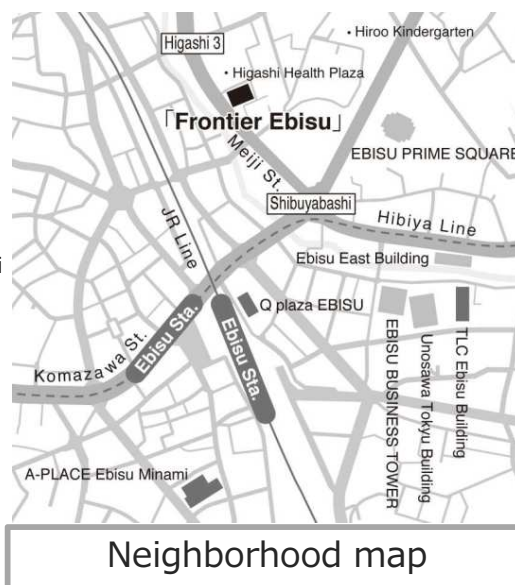 Hiroo Kindergarten
Higashi 3
Higashi Health Plaza
「Frontier Ebisu」
Meiji St.
EBISU PRIME SQUARE
Shibuyabashi
JR Line
Hibiya Line
i
Ebisu East Building
Q plaza EBISU
Ebisu Sta.
Ebisu Sta.
Komazawa St.
EBISU BUSINESS TOWER
Unosawa Tokyu Building
TLC Ebisu Building
A-PLACE Ebisu Minami
Neighborhood map